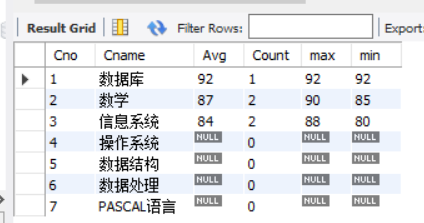 Result Grid Filter Rows: Export:
Cno Cname Avg Count max min
1 数据库 92 1 92 92
2 数学 87 2 90 85
3 信息系统 84 2 88 80
4 操作系统 NULL 0 NULL NULL
5 数据结构 NULL 0 NULL NULL
6 数据处理 NULL 0 NULL NULL
7 PASCAL语言 NULL 0 NULL NULL